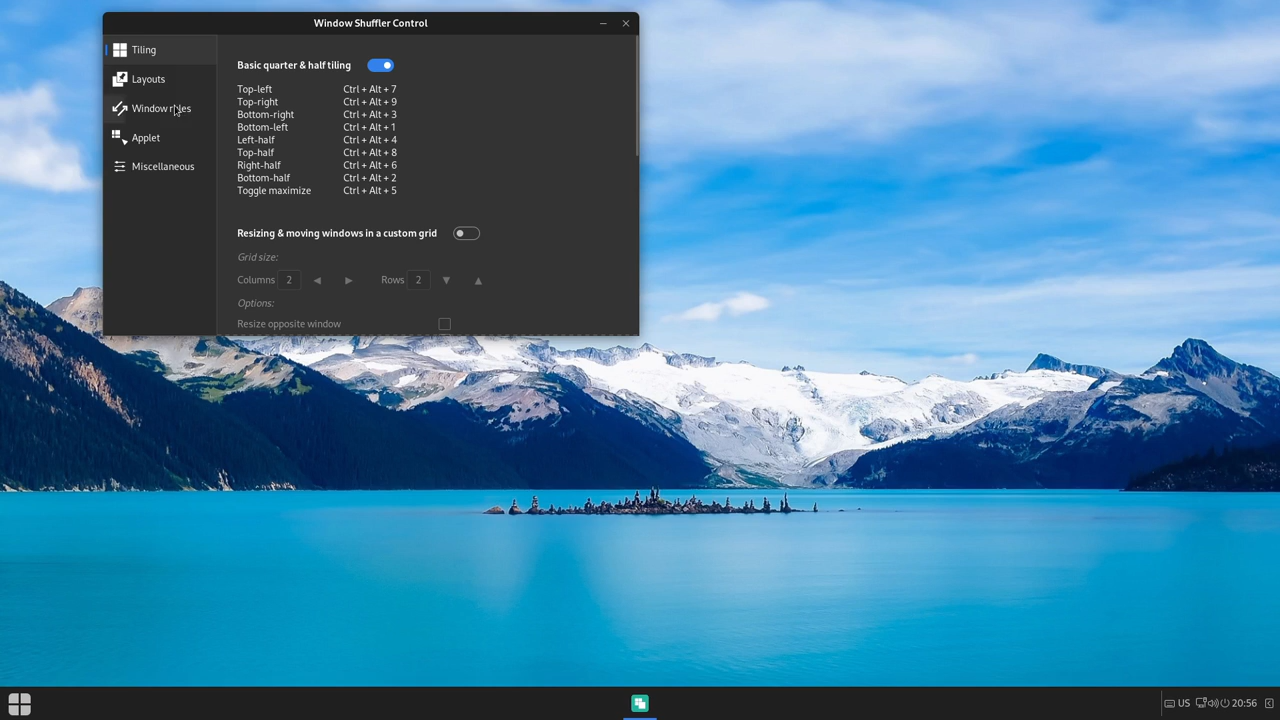 Window Shuffler Control
Tiling
Layouts
Window rules
Applet
Miscellaneous
Basic quarter & half tiling
Top-left Ctrl + Alt + 7
Top-right Ctrl + Alt + 9
Bottom-right Ctrl + Alt + 3
Bottom-left Ctrl + Alt + 1
Left-half Ctrl + Alt + 4
Top-half Ctrl + Alt + 8
Right-half Ctrl + Alt + 6
Bottom-half Ctrl + Alt + 2
Toggle maximize Ctrl + Alt + 5
Resizing & moving windows in a custom grid
Grid size:
Columns 2 Rows 2
Options:
Resize opposite window
US 20:56